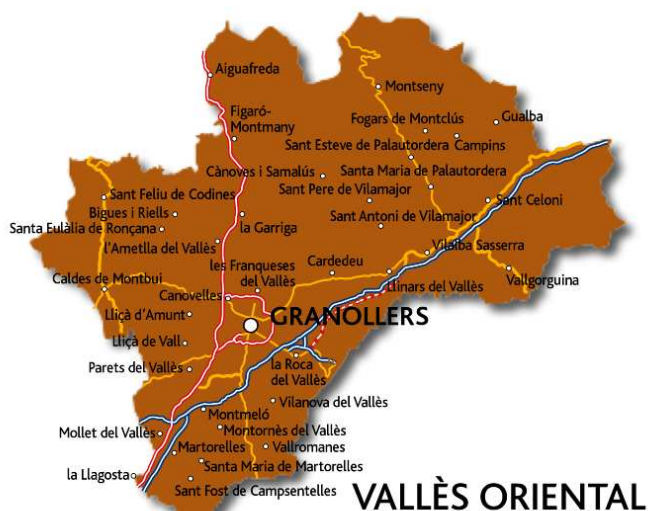 Aiguafreda
Montseny
Figaró-
Montmany
Fogars de Montclús
Gualba
Sant Esteve de Palautordera
Campins
Cànoves i Samalús
Santa Maria de Palautordera
Sant Feliu de Codines
Sant Pere de Vilamajor
Sant Celoni
Bigues i Riells
la Garriga
Sant Antoni de Vilamajor
Santa Eulàlia de Ronçana
l'Ametlla del Vallès
Vilalba Sasserra
les Franqueses
del Vallès
Cardedeu
Caldes de Montbui
Llinars del Vallès
Vallgorguina
Canovelles
Lliçà d'Amunt
GRANOLLERS
Lliçà de Vall
Parets del Vallès
la Roca
del Vallès
Vilanova del Vallès
Montmeló
Mollet del Vallès
Montornès del Vallès
Martorelles
Vallromanes
la Llagosta
Santa Maria de Martorelles
Sant Fost de Campsentelles
VALLÈS ORIENTAL